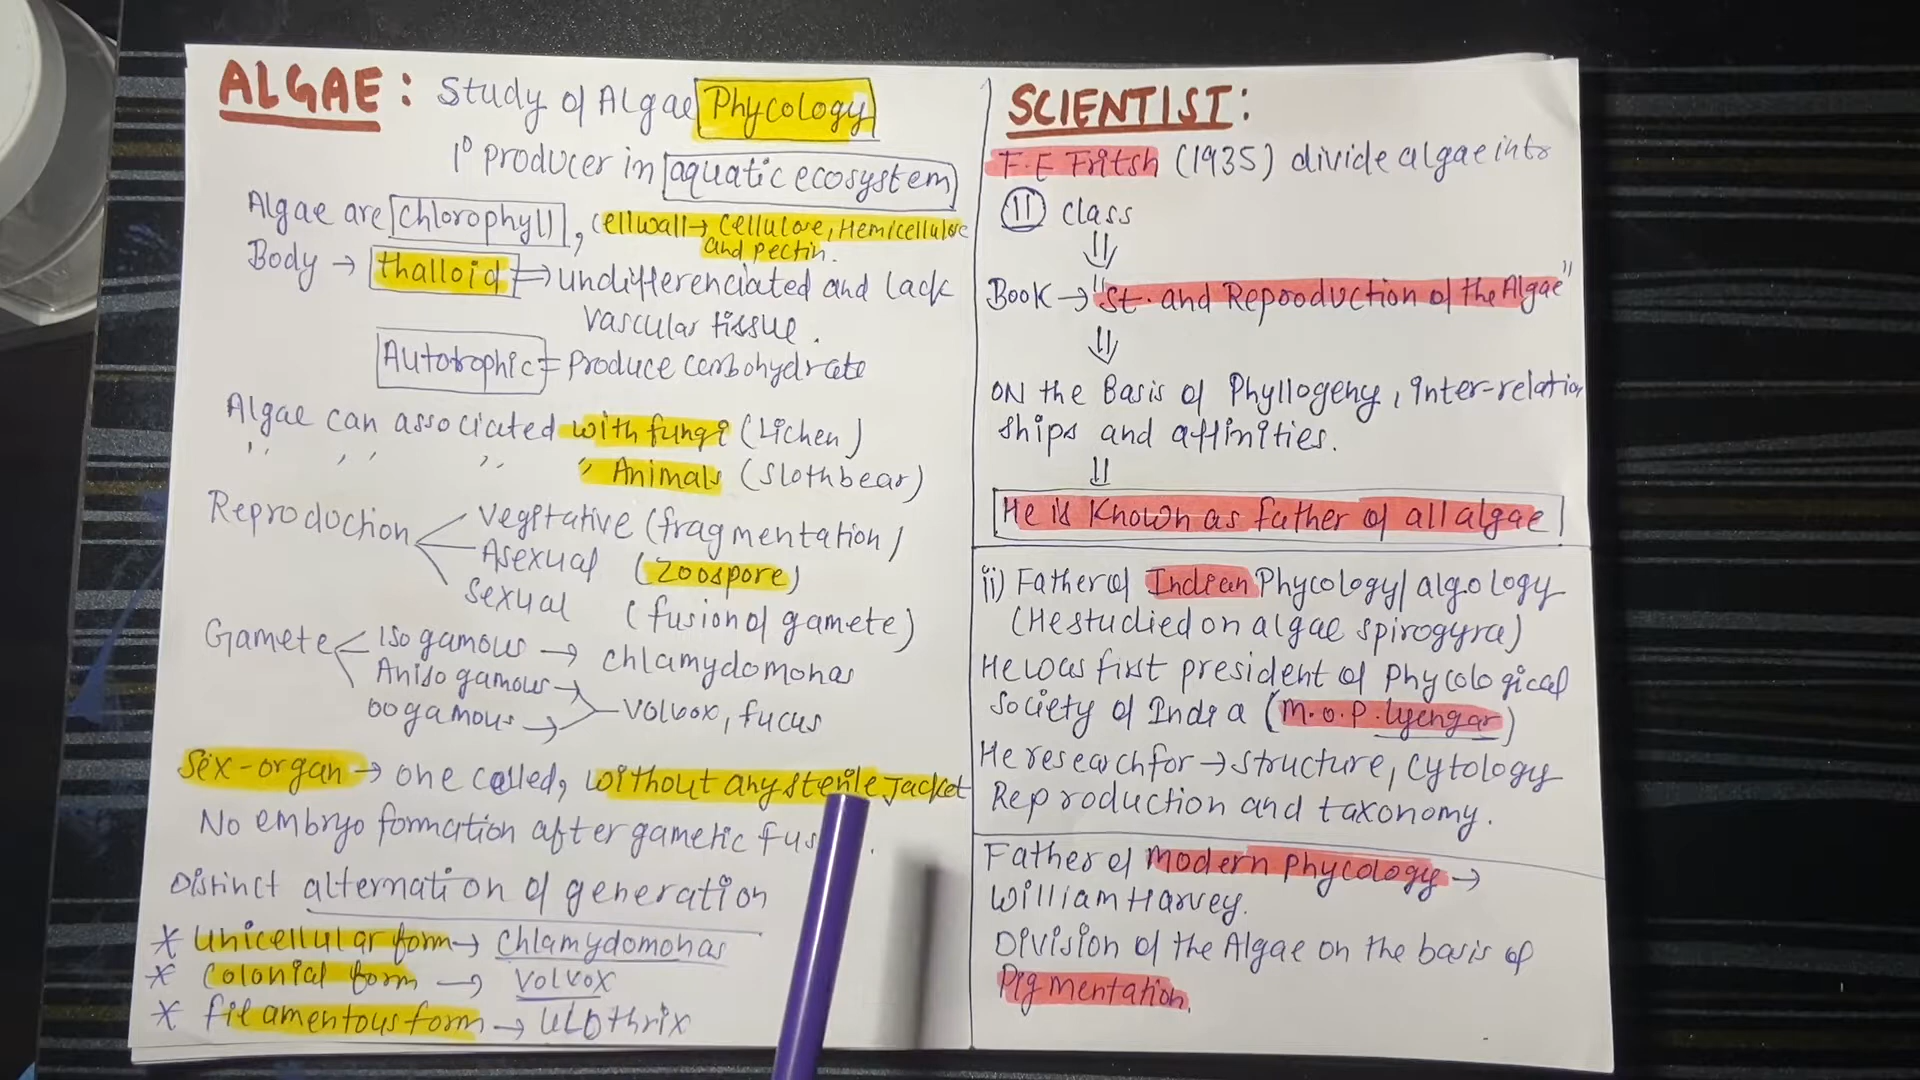 ALGAE: Study of Algae Phycology
1° producer in aquatic ecosystem
Algae are chlorophyll, cellwall → cellulose, Hemicellulose
and pectin.
Body → thalloid ⇒ undifferenciated and lack
vascular tissue.
Autotrophic = Produce carbohydrate
Algae can associated with fungi (Lichen)
" " " " " Animals (Slothbear)
Reproduction
Vegitative (fragmentation)
Asexual (Zoospore)
Sexual (fusion of gamete)
Gamete
Isogamous → chlamydomonas
Anisogamous →
oogamous → volvox, fucus
Sex-organ → one celled, without any sterile Jacket
No embryo formation after gametic fus
Distinct alternation of generation
* Unicellular form → Chlamydomonas
* Colonial form → Volvox
* filamentous form → Ulothrix
SCIENTIST:
F.E Fritsh (1935) divide algae into
11 class
Book → "St. and Reprooduction of the Algae"
ON the Basis of Phyllogeny, Inter-relation
ships and affinities.
He is Known as father of all algae
ii) Father of Indian Phycology/algology
(He studied on algae spirogyra)
He was first president of Phycological
Society of India (M.O.P. Iyengar)
He research for → structure, Cytology
Reproduction and taxonomy.
Father of Modern Phycology →
William Harvey.
Division of the Algae on the basis of
Pigmentation.